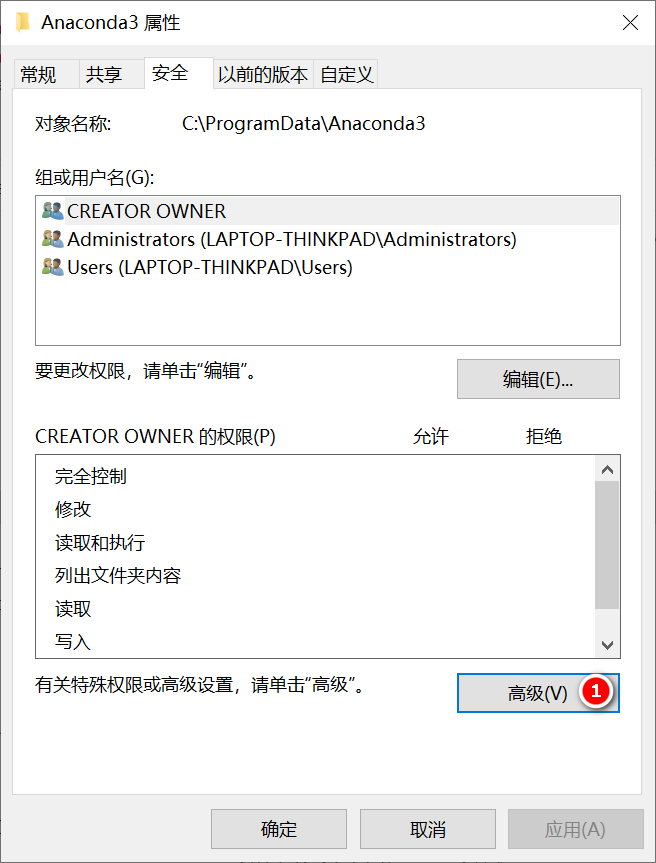 Anaconda3 属性
常规 共享 安全 以前的版本 自定义
对象名称: C:\ProgramData\Anaconda3
组或用户名(G):
CREATOR OWNER
Administrators (LAPTOP-THINKPAD\Administrators)
Users (LAPTOP-THINKPAD\Users)
要更改权限，请单击“编辑”。
编辑(E)...
CREATOR OWNER 的权限(P) 允许 拒绝
完全控制
修改
读取和执行
列出文件夹内容
读取
写入
有关特殊权限或高级设置，请单击“高级”。
高级(V) 1
确定 取消 应用(A)